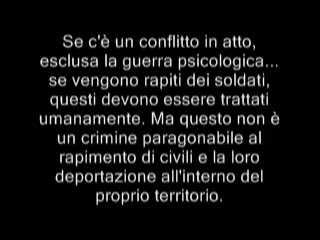 Se c'è un conflitto in atto,
esclusa la guerra psicologica...
se vengono rapiti dei soldati,
questi devono essere trattati
umanamente. Ma questo non è
un crimine paragonabile al
rapimento di civili e la loro
deportazione all'interno del
proprio territorio.